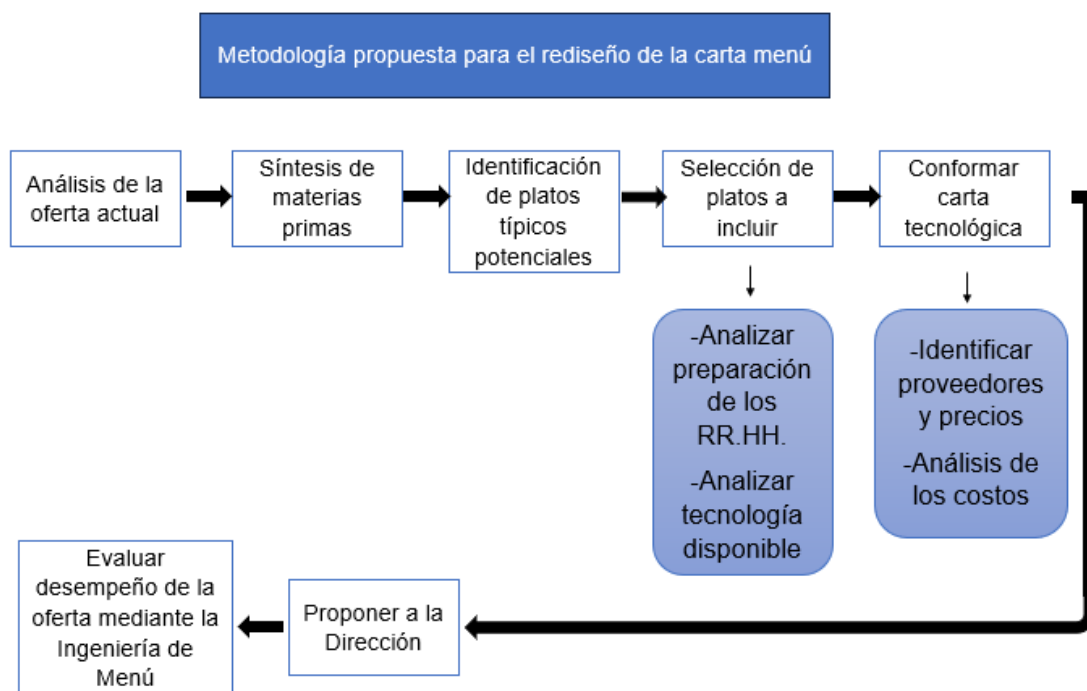 Metodología propuesta para el rediseño de la carta menú
Análisis de la
oferta actual
Síntesis de
materias
primas
Identificación
de platos
típicos
potenciales
Selección de
platos a
incluir
Conformar
carta
tecnológica
-Analizar
preparación
de los
RR.HH.
-Analizar
tecnología
disponible
-Identificar
proveedores
y precios
-Análisis de
los costos
Proponer a la
Dirección
Evaluar
desempeño de la
oferta mediante la
Ingeniería de
Menú